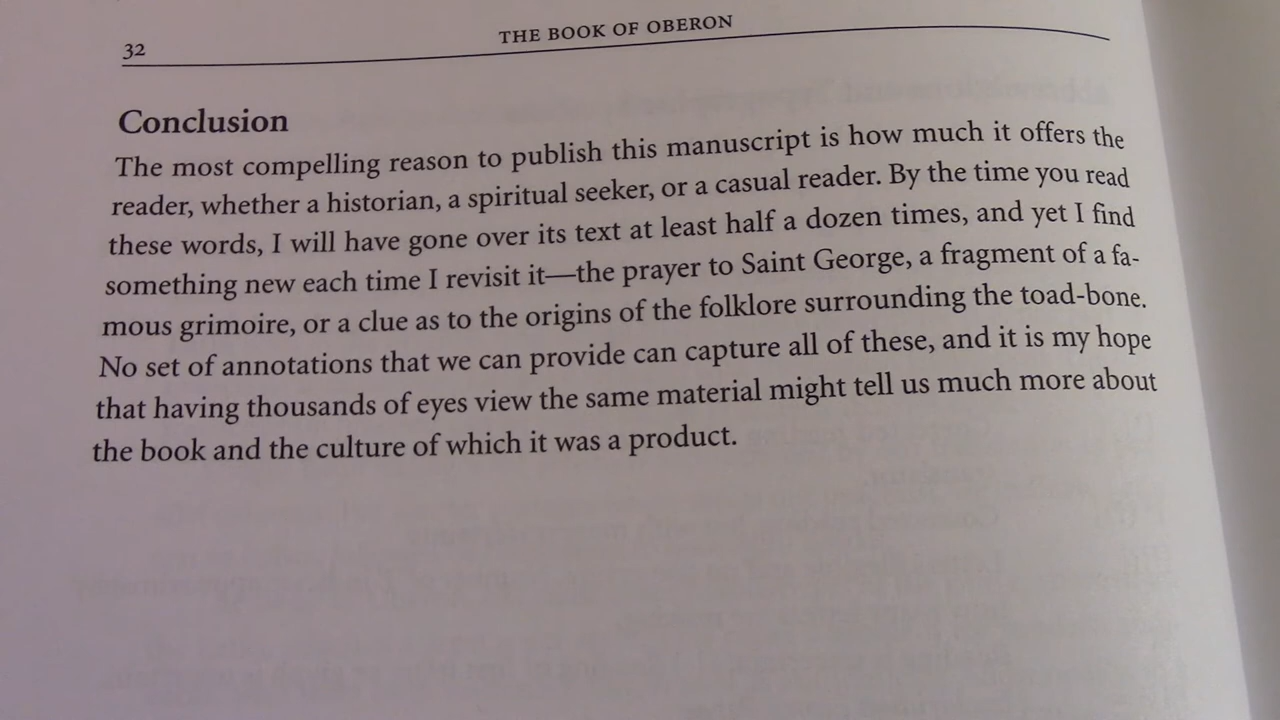 32
THE BOOK OF OBERON
Conclusion
The most compelling reason to publish this manuscript is how much it offers the
reader, whether a historian, a spiritual seeker, or a casual reader. By the time you read
these words, I will have gone over its text at least half a dozen times, and yet I find
something new each time I revisit it—the prayer to Saint George, a fragment of a fa-
mous grimoire, or a clue as to the origins of the folklore surrounding the toad-bone.
No set of annotations that we can provide can capture all of these, and it is my hope
that having thousands of eyes view the same material might tell us much more about
the book and the culture of which it was a product.